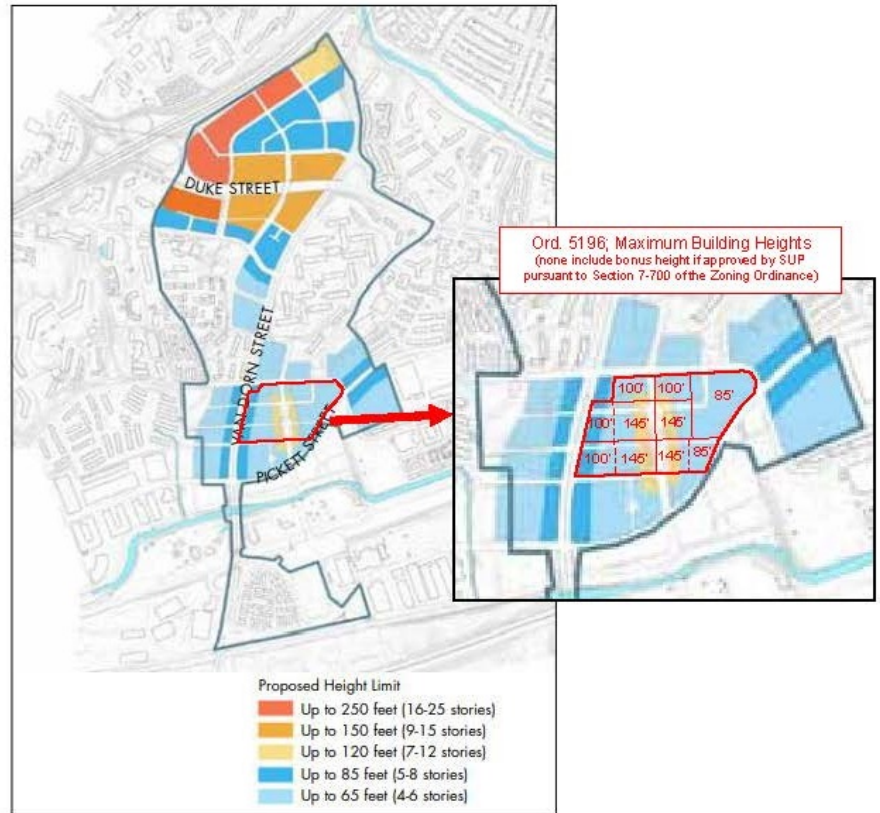 DUKE STREET
VAN DORN STREET
PICKETT STREET
Proposed Height Limit
Up to 250 feet (16-25 stories)
Up to 150 feet (9-15 stories)
Up to 120 feet (7-12 stories)
Up to 85 feet (5-8 stories)
Up to 65 feet (4-6 stories)
Ord. 5196; Maximum Building Heights
(none include bonus height if approved by SUP
pursuant to Section 7-700 of the Zoning Ordinance)
100' 100' 85'
100' 145' 145'
100' 145' 145' 85'